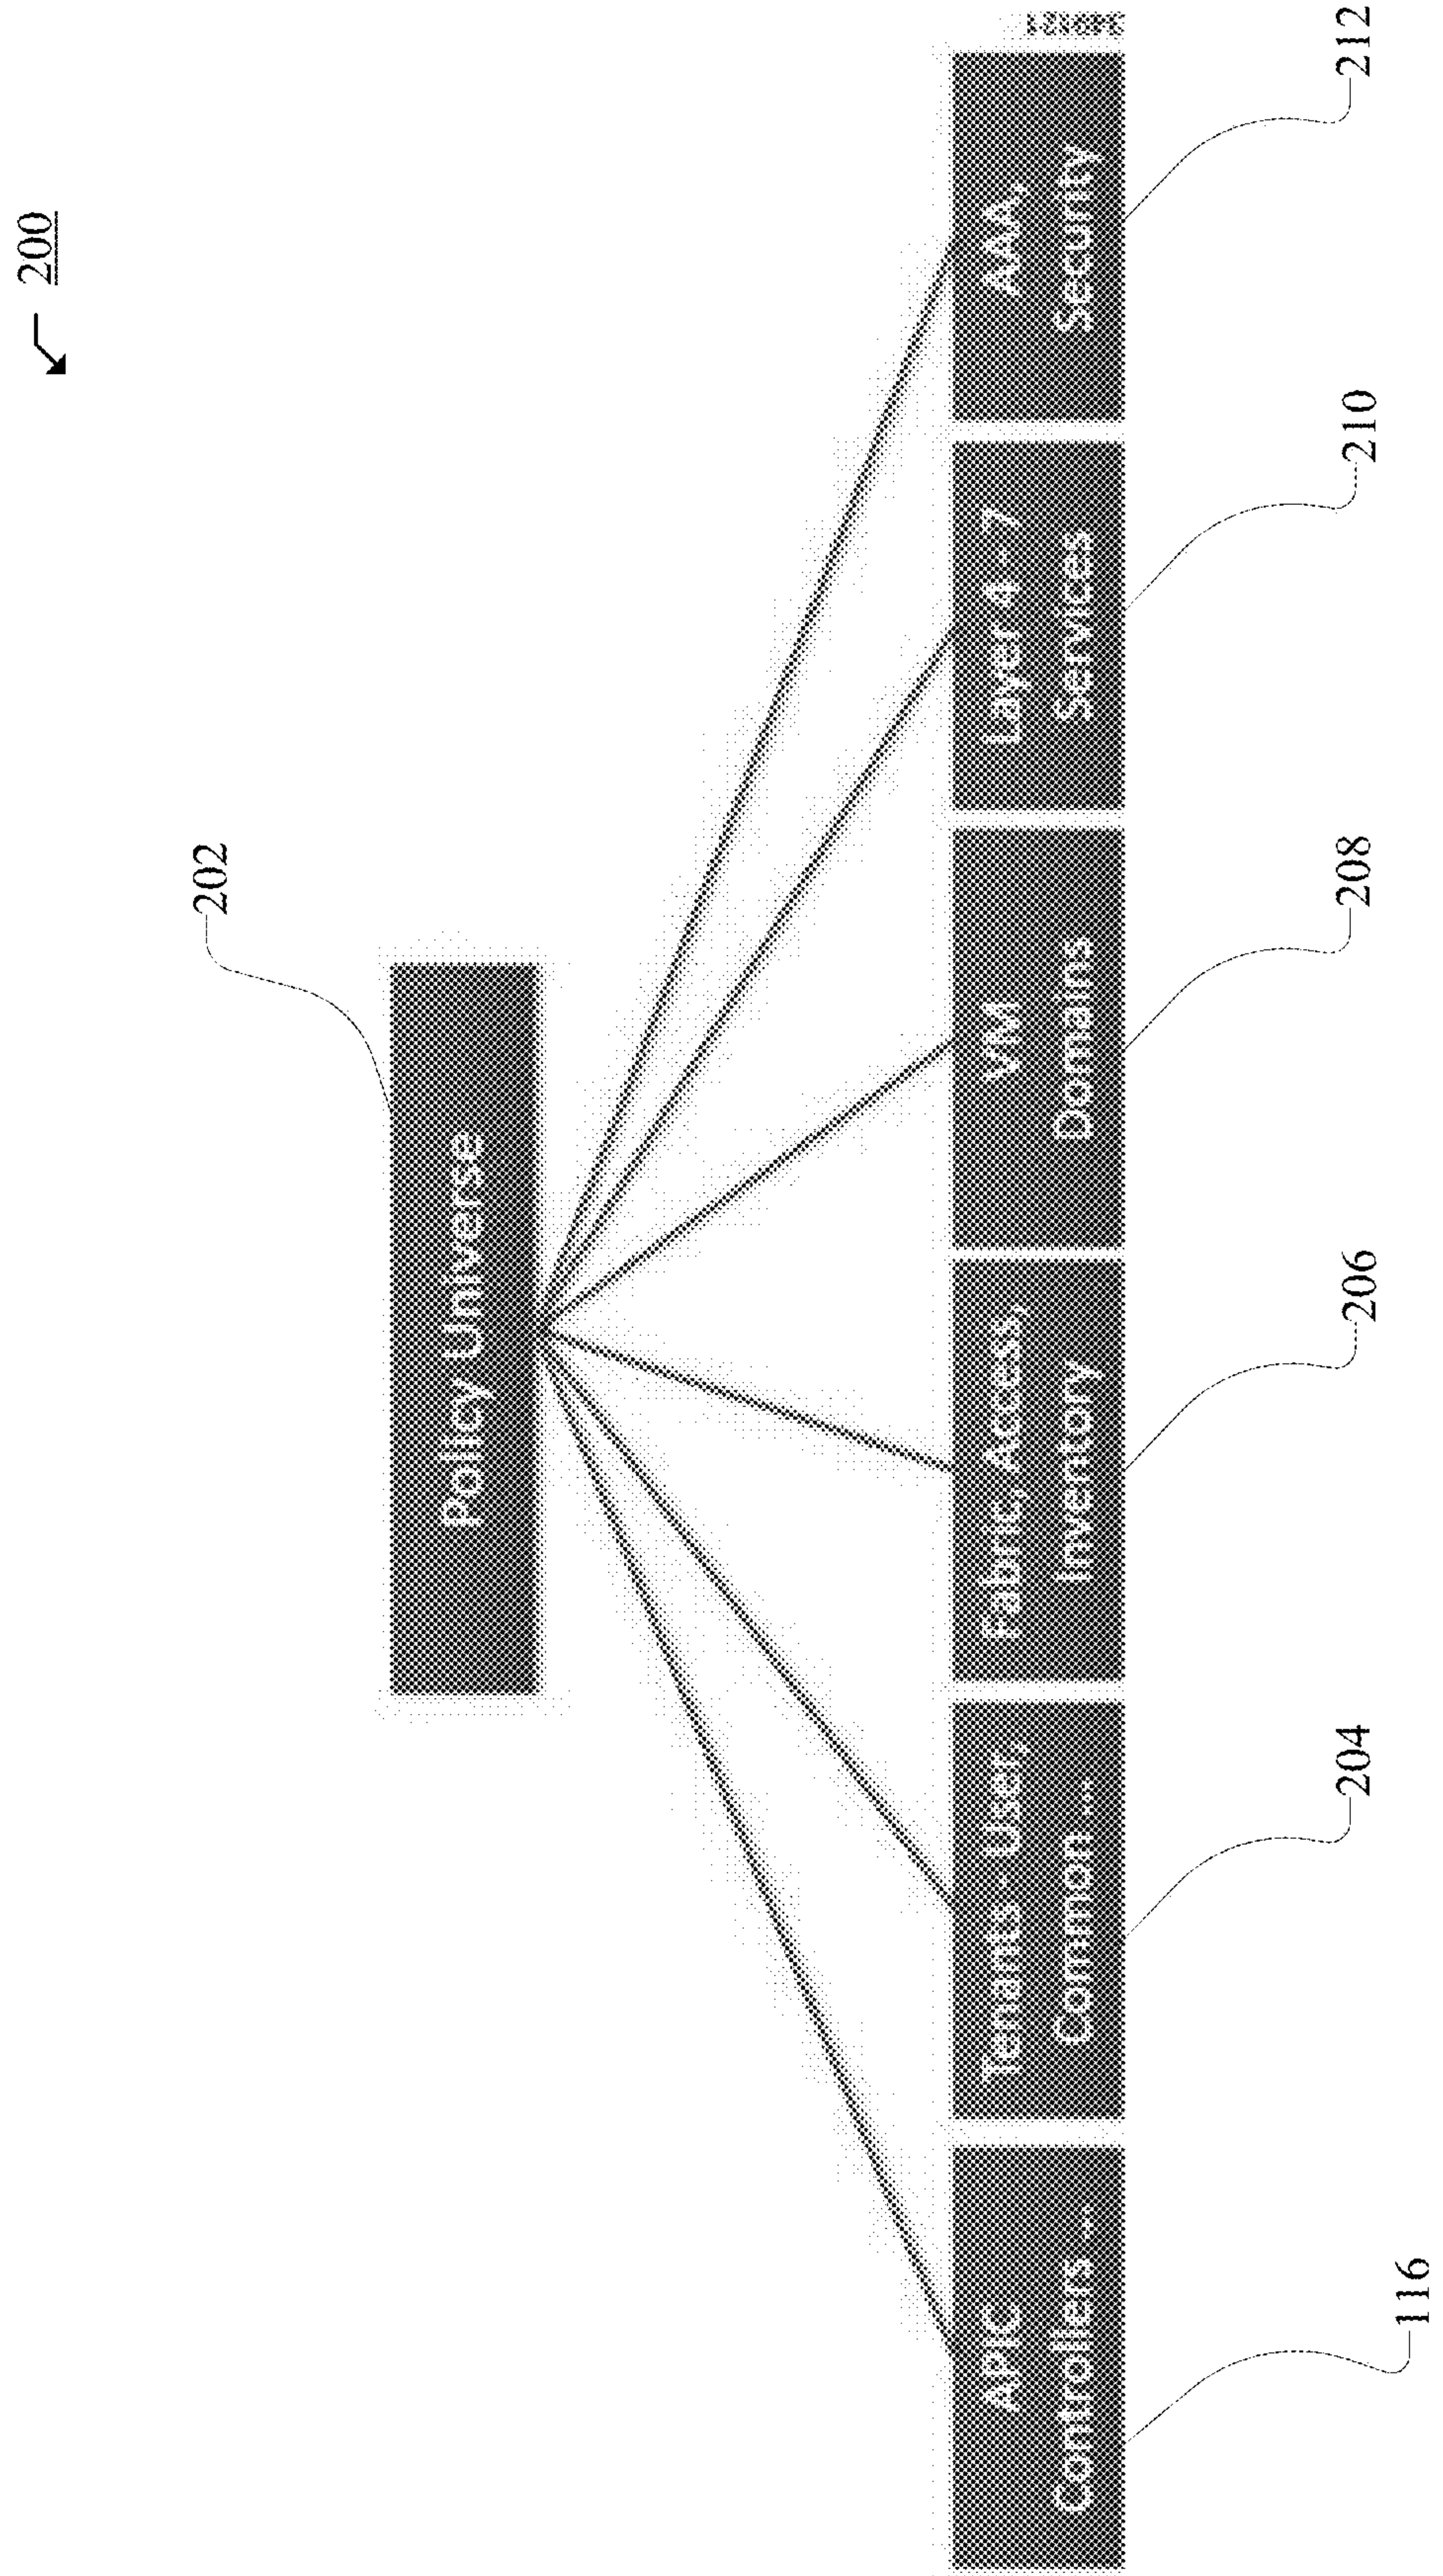 200
202
Policy Universe
APIC
Controllers ...
Tenants - User,
Common ...
Fabric, Access,
Inventory
VM
Domains
Layer 4 -7
Services
AAA,
Security
116
204
206
208
210
212